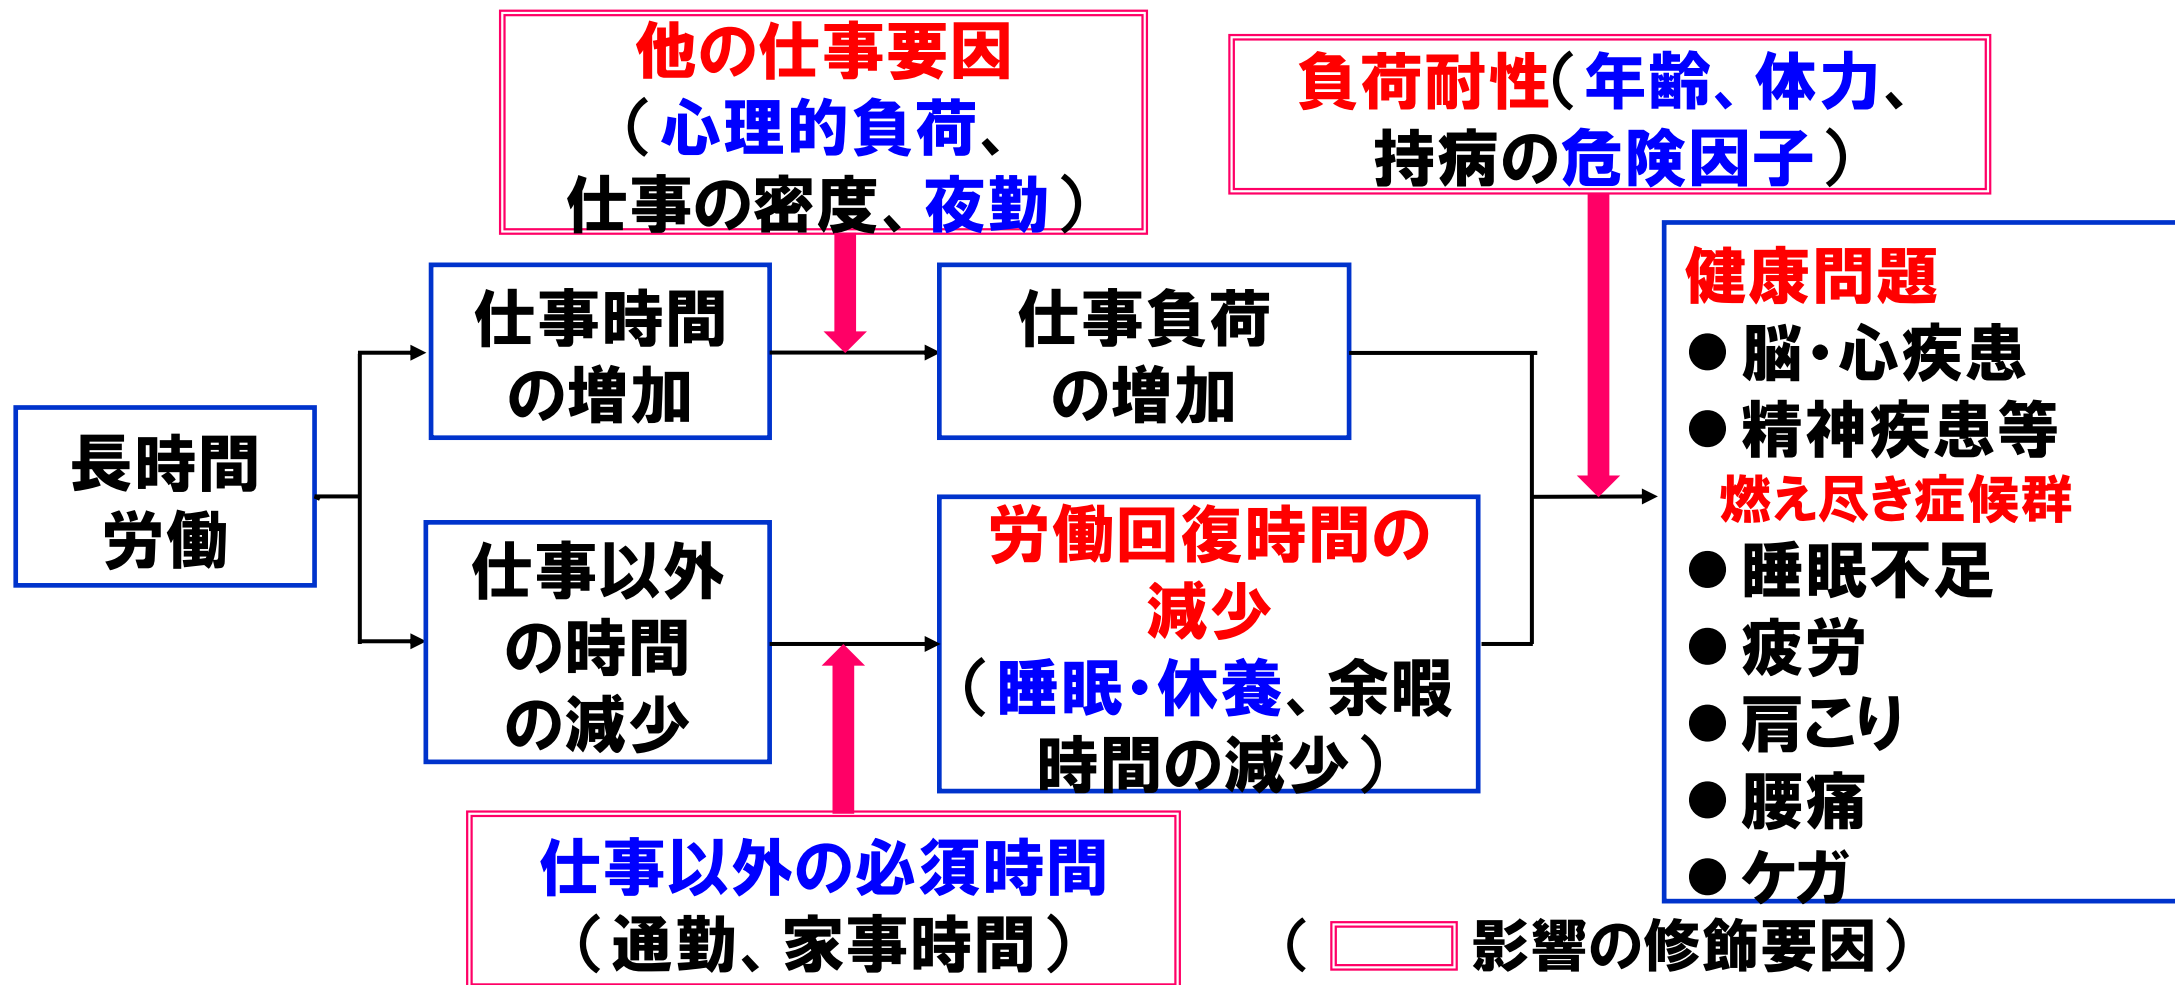 他の仕事要因
（心理的負荷、
仕事の密度、夜勤）
負荷耐性（年齢、体力、
持病の危険因子）
長時間
労働
仕事時間
の増加
仕事負荷
の増加
仕事以外
の時間
の減少
労働回復時間の
減少
（睡眠・休養、余暇
時間の減少）
仕事以外の必須時間
（通勤、家事時間）
健康問題
●脳・心疾患
●精神疾患等
燃え尽き症候群
●睡眠不足
●疲労
●肩こり
●腰痛
●ケガ
（ 影響の修飾要因）